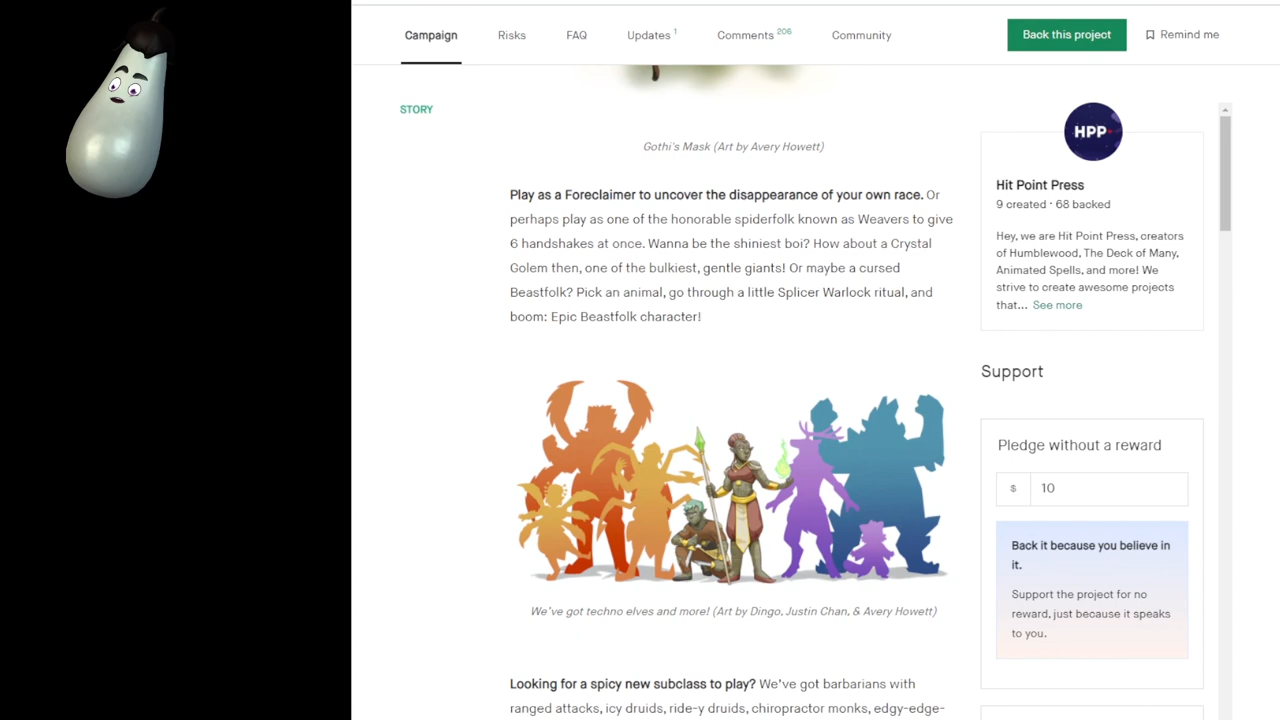 Campaign
Risks
FAQ
Updates 1
Comments 206
Community
Back this project
Remind me
STORY
Gothi's Mask (Art by Avery Howett)
Play as a Foreclaimer to uncover the disappearance of your own race. Or
perhaps play as one of the honorable spiderfolk known as Weavers to give
6 handshakes at once. Wanna be the shiniest boi? How about a Crystal
Golem then, one of the bulkiest, gentle giants! Or maybe a cursed
Beastfolk? Pick an animal, go through a little Splicer Warlock ritual, and
boom: Epic Beastfolk character!
We've got techno elves and more! (Art by Dingo, Justin Chan, & Avery Howett)
Looking for a spicy new subclass to play? We've got barbarians with
ranged attacks, icy druids, ride-y druids, chiropractor monks, edgy-edge-
HPP
Hit Point Press
9 created · 68 backed
Hey, we are Hit Point Press, creators
of Humblewood, The Deck of Many,
Animated Spells, and more! We
strive to create awesome projects
that... See more
Support
Pledge without a reward
$ 10
Back it because you believe in
it.
Support the project for no
reward, just because it speaks
to you.